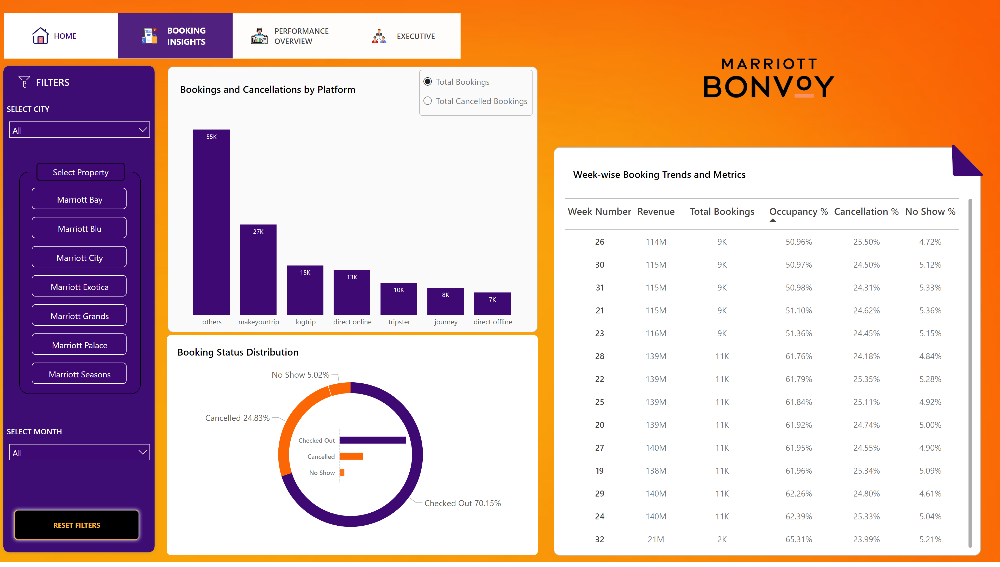 HOME
BOOKING
INSIGHTS
PERFORMANCE
OVERVIEW
EXECUTIVE
FILTERS
SELECT CITY
All
Select Property
Marriott Bay
Marriott Blu
Marriott City
Marriott Exotica
Marriott Grands
Marriott Palace
Marriott Seasons
SELECT MONTH
All
RESET FILTERS
Bookings and Cancellations by Platform
Total Bookings
Total Cancelled Bookings
55K
27K
15K
13K
10K
8K
7K
others makeyourtrip logtrip direct online tripster journey direct offline
Booking Status Distribution
No Show 5.02%
Cancelled 24.83%
Checked Out
Cancelled
No Show
Checked Out 70.15%
MARRIOTT
BONVOY
Week-wise Booking Trends and Metrics
Week Number Revenue Total Bookings Occupancy % Cancellation % No Show %
26 114M 9K 50.96% 25.50% 4.72%
30 115M 9K 50.97% 24.50% 5.12%
31 115M 9K 50.98% 24.31% 5.33%
21 115M 9K 51.10% 24.62% 5.36%
23 116M 9K 51.36% 24.45% 5.15%
28 139M 11K 61.76% 24.18% 4.84%
22 139M 11K 61.79% 25.35% 5.28%
25 139M 11K 61.84% 25.11% 4.92%
20 139M 11K 61.92% 24.74% 5.00%
27 140M 11K 61.95% 24.55% 4.90%
19 138M 11K 61.96% 25.34% 5.09%
29 140M 11K 62.26% 24.80% 4.61%
24 140M 11K 62.39% 25.33% 5.04%
32 21M 2K 65.31% 23.99% 5.21%